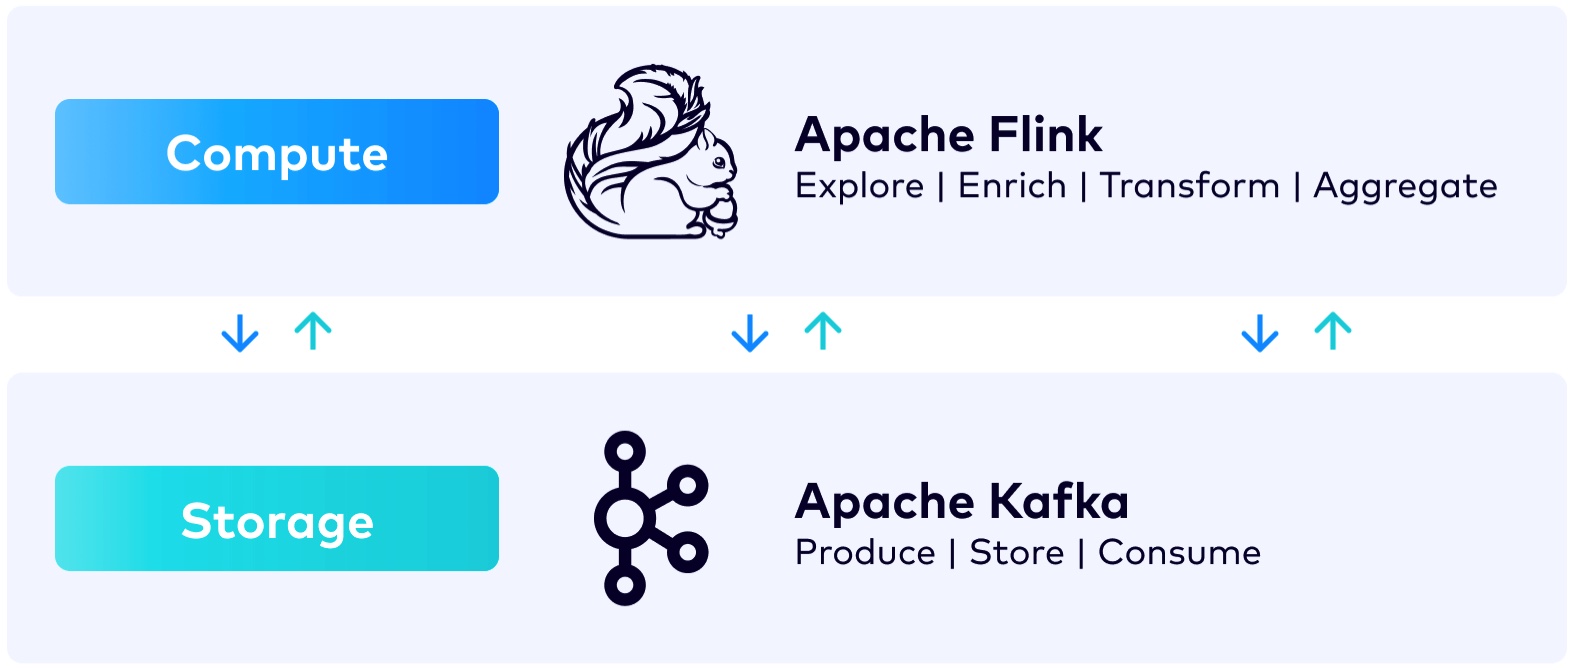 Compute
Apache Flink
Explore | Enrich | Transform | Aggregate
Storage
Apache Kafka
Produce | Store | Consume